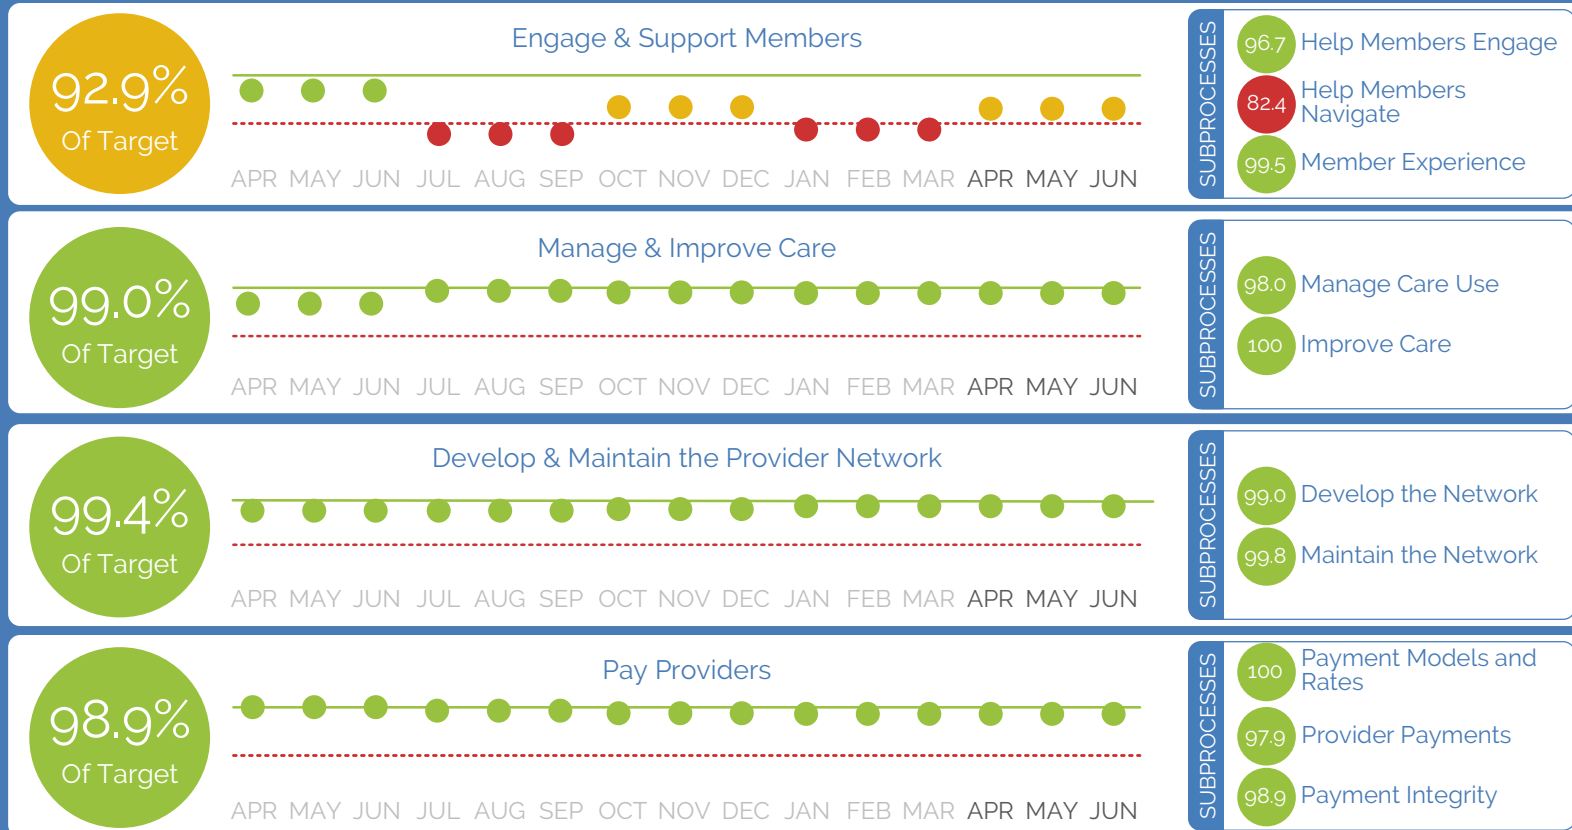 Engage & Support Members
92.9%
Of Target
APR MAY JUN JUL AUG SEP OCT NOV DEC JAN FEB MAR APR MAY JUN
SUBPROCESSES
96.7 Help Members Engage
82.4 Help Members
Navigate
99.5 Member Experience
Manage & Improve Care
99.0%
Of Target
APR MAY JUN JUL AUG SEP OCT NOV DEC JAN FEB MAR APR MAY JUN
SUBPROCESSES
98.0 Manage Care Use
100 Improve Care
Develop & Maintain the Provider Network
99.4%
Of Target
APR MAY JUN JUL AUG SEP OCT NOV DEC JAN FEB MAR APR MAY JUN
SUBPROCESSES
99.0 Develop the Network
99.8 Maintain the Network
Pay Providers
98.9%
Of Target
APR MAY JUN JUL AUG SEP OCT NOV DEC JAN FEB MAR APR MAY JUN
SUBPROCESSES
100 Payment Models and
Rates
97.9 Provider Payments
98.9 Payment Integrity